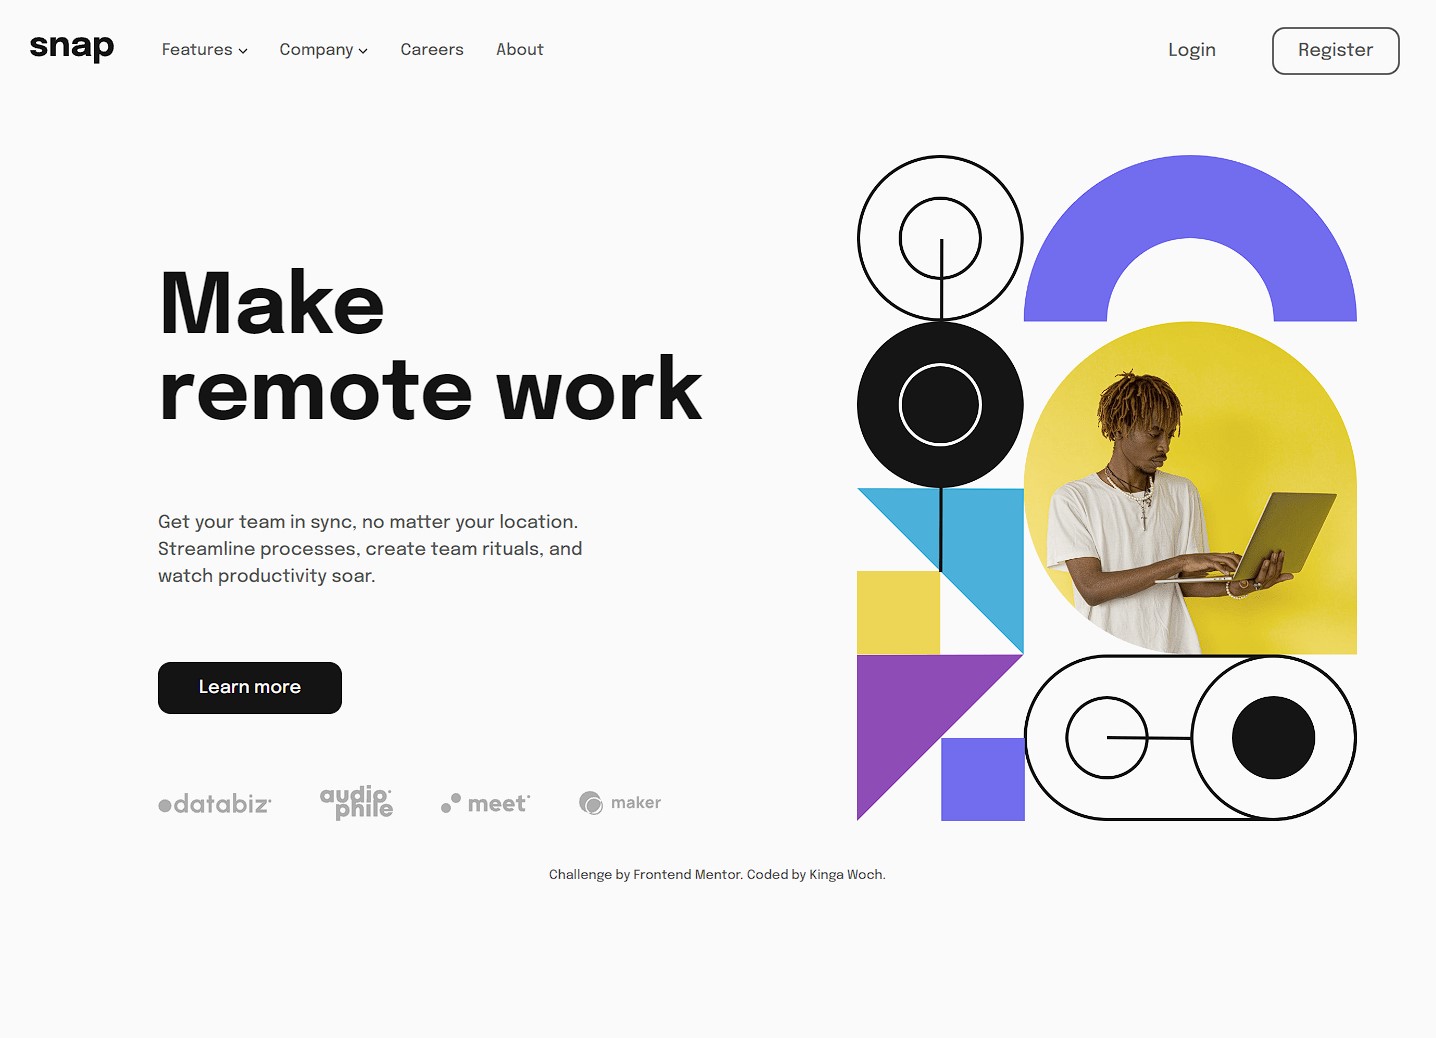 snap
Features
Company
Careers
About
Login
Register
Make
remote work
Get your team in sync, no matter your location.
Streamline processes, create team rituals, and
watch productivity soar.
Learn more
databiz
audiophile
meet
maker
Challenge by Frontend Mentor. Coded by Kinga Woch.